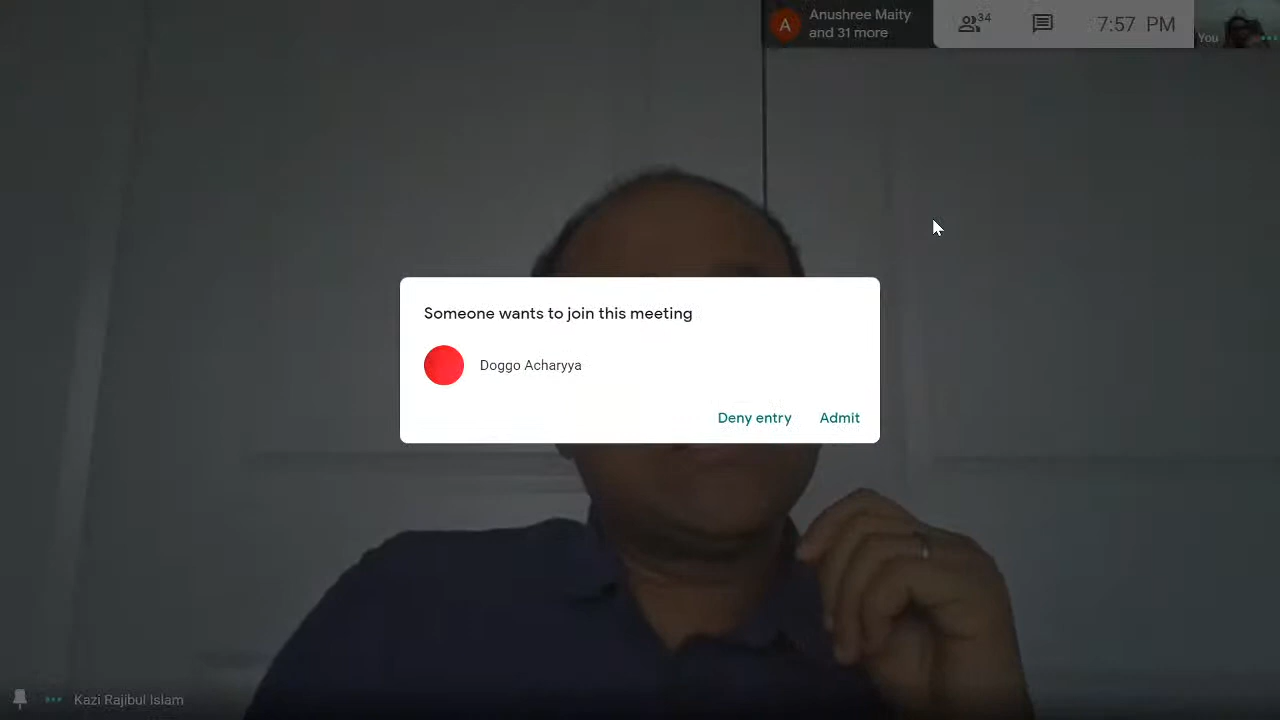 Anushree Maity
and 31 more
A
34
7:57 PM
You
Someone wants to join this meeting
Doggo Acharyya
Deny entry
Admit
Kazi Rajibul Islam